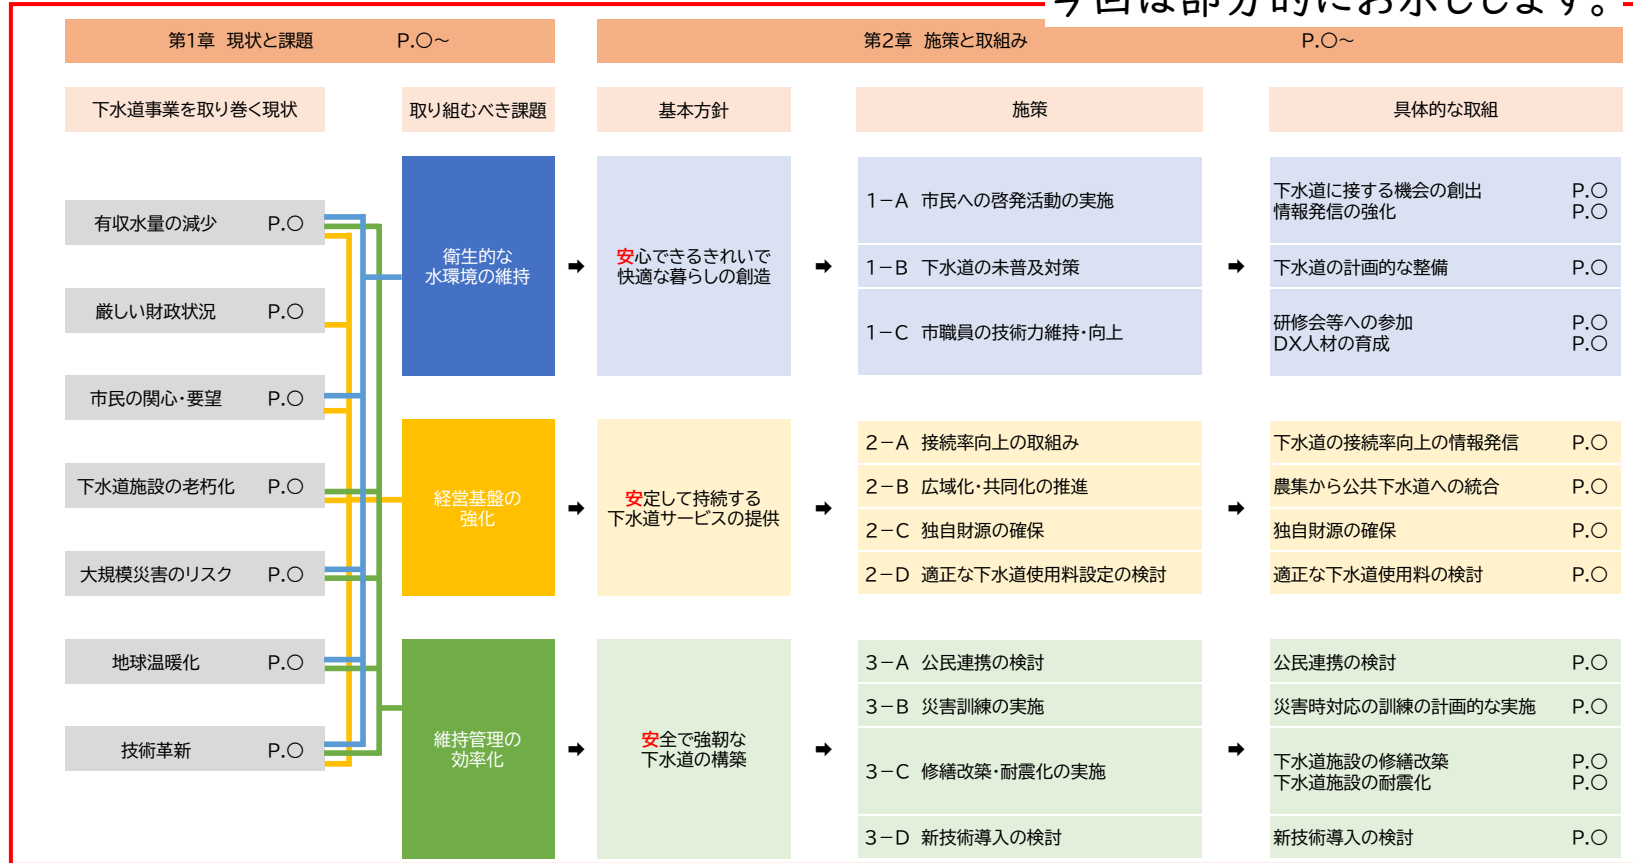 今回は部分的にお示しします。
第1章 現状と課題 P.○~
第2章 施策と取組み P.○~
下水道事業を取り巻く現状
取り組むべき課題
基本方針
施策
具体的な取組
有収水量の減少 P.○
厳しい財政状況 P.○
市民の関心・要望 P.○
下水道施設の老朽化 P.○
大規模災害のリスク P.○
地球温暖化 P.○
技術革新 P.○
衛生的な
水環境の維持
➡
安心できるきれいで
快適な暮らしの創造
➡
1-A 市民への啓発活動の実施
1-B 下水道の未普及対策
1-C 市職員の技術力維持・向上
➡
下水道に接する機会の創出 P.○
情報発信の強化 P.○
下水道の計画的な整備 P.○
研修会等への参加 P.○
DX人材の育成 P.○
経営基盤の
強化
➡
安定して持続する
下水道サービスの提供
➡
2-A 接続率向上の取組み
2-B 広域化・共同化の推進
2-C 独自財源の確保
2-D 適正な下水道使用料設定の検討
➡
下水道の接続率向上の情報発信 P.○
農集から公共下水道への統合 P.○
独自財源の確保 P.○
適正な下水道使用料の検討 P.○
維持管理の
効率化
➡
安全で強靭な
下水道の構築
➡
3-A 公民連携の検討
3-B 災害訓練の実施
3-C 修繕改築・耐震化の実施
3-D 新技術導入の検討
➡
公民連携の検討 P.○
災害時対応の訓練の計画的な実施 P.○
下水道施設の修繕改築 P.○
下水道施設の耐震化 P.○
新技術導入の検討 P.○